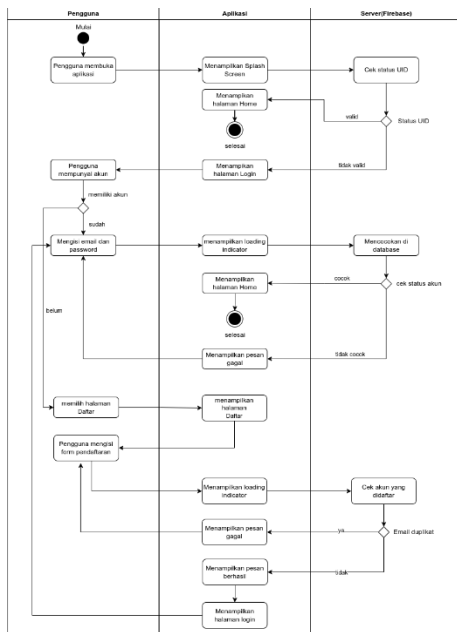 Pengguna
Aplikasi
Server(Firebase)
Mulai
Pengguna membuka
aplikasi
Menampilkan Splash
Screen
Cek status UID
Menampikan
halaman Home
valid
Status UID
selesai
tidak valid
Pengguna
mempunyai akun
Menampikan
halaman Login
memiliki akun
sudah
Mengisi email dan
password
menampilkan loading
indicator
Mencocokan di
database
Menampilkan
halaman Home
cocok
cek status akun
belum
selesai
Menampilkan pesan
gagal
tidak cocok
memilih halaman
Daftar
menampilkan
halaman
Daftar
Pengguna mengisi
form pendaftaran
Menampilkan loading
indicator
Cek akun yang
didaftar
Menampilkan pesan
gagal
ya
Email duplikat
Menampilkan pesan
berhasil
tidak
Menampilkan
halaman login